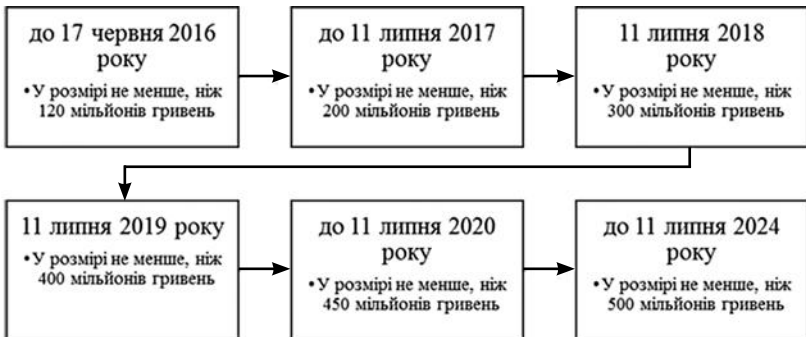 до 17 червня 2016
року
•У розмірі не менше, ніж
120 мільйонів гривень
до 11 липня 2017
року
•У розмірі не менше, ніж
200 мільйонів гривень
11 липня 2018
року
•У розмірі не менше, ніж
300 мільйонів гривень
11 липня 2019 року
•У розмірі не менше, ніж
400 мільйонів гривень
до 11 липня 2020
року
•У розмірі не менше, ніж
450 мільйонів гривень
до 11 липня 2024
року
•У розмірі не менше, ніж
500 мільйонів гривень